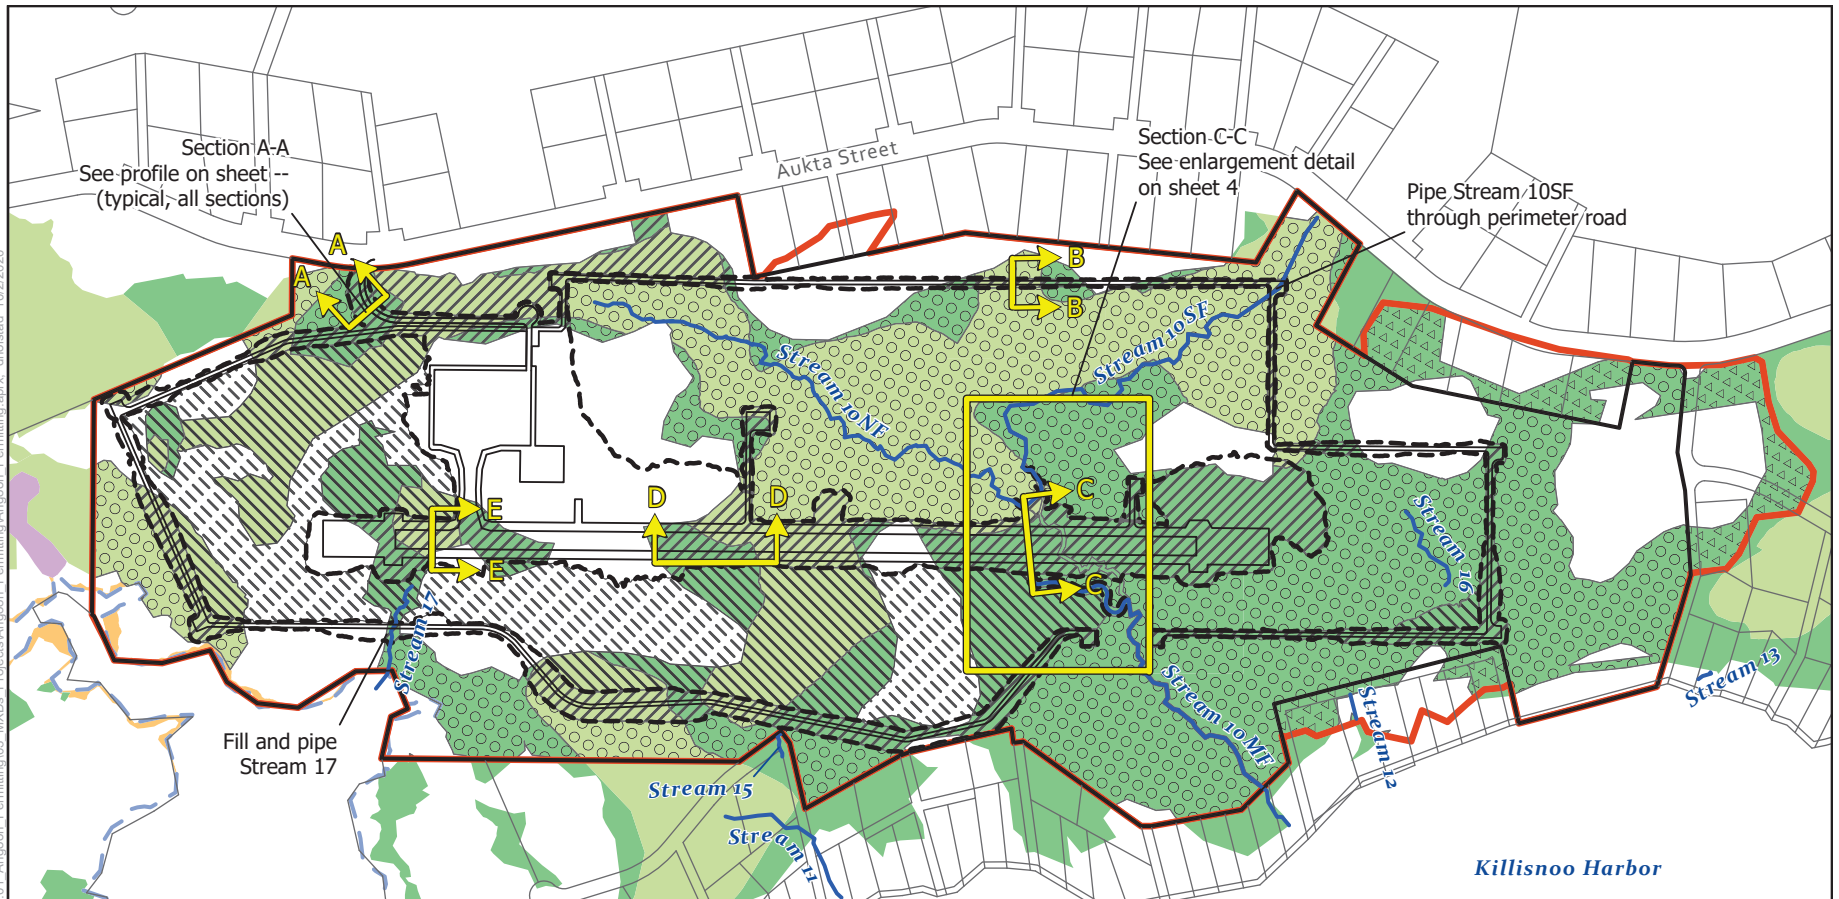 Aukta Street
Section A-A
See profile on sheet --
(typical, all sections)
Section C-C
See enlargement detail
on sheet 4
Pipe Stream 10SF
through perimeter road
A
A
B
B
Stream 10SF
Stream 10NF
C
C
D
D
E
E
Stream 16
Stream 17
Fill and pipe
Stream 17
Stream 10MF
Stream 13
Stream 12
Stream 15
Stream 11
Killisnoo Harbor